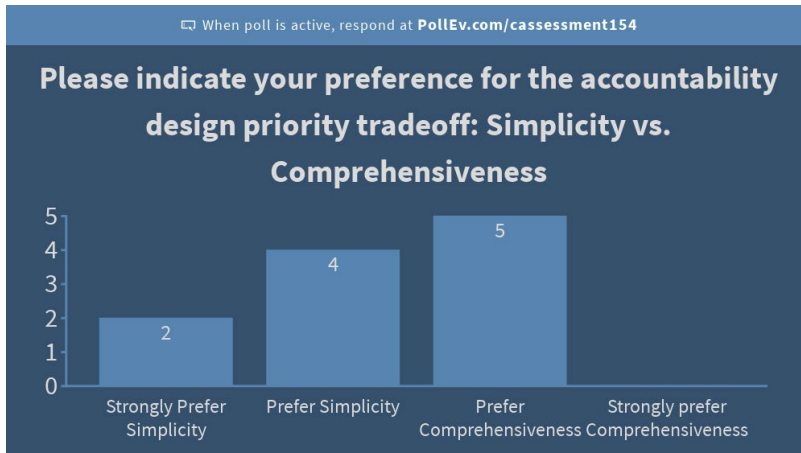 When poll is active, respond at PollEv.com/cassessment154
Please indicate your preference for the accountability
design priority tradeoff: Simplicity vs.
Comprehensiveness
5
4
3
2
1
0
2
4
5
Strongly Prefer
Simplicity
Prefer Simplicity
Prefer
Comprehensiveness
Strongly prefer
Comprehensiveness